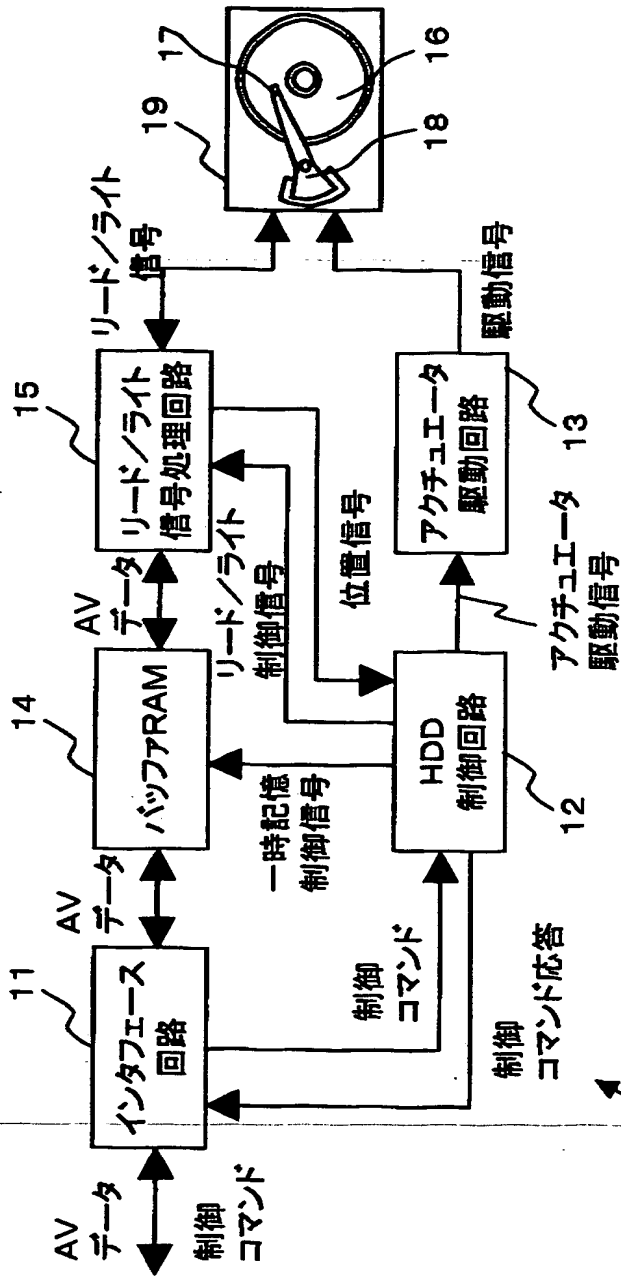 AV
データ
制御
コマンド
11
インタフェース
回路
AV
データ
14
バッファRAM
AV
データ
15
リード/ライト
信号処理回路
リード/ライト
信号
19
17
16
18
制御
コマンド
制御
コマンド応答
一時記憶
制御信号
リード/ライト
制御信号
位置信号
HDD
制御回路
12
アクチュエータ
駆動信号
アクチュエータ
駆動回路
13
駆動信号